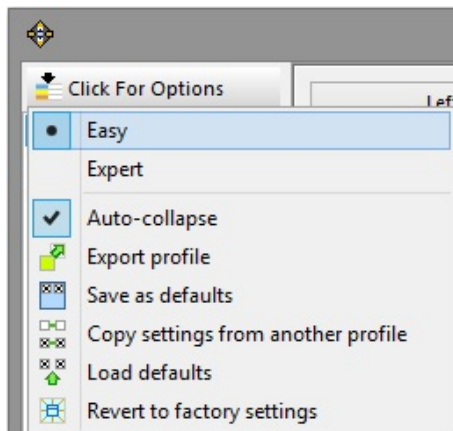 Click For Options
Left
Easy
Expert
Auto-collapse
Export profile
Save as defaults
Copy settings from another profile
Load defaults
Revert to factory settings